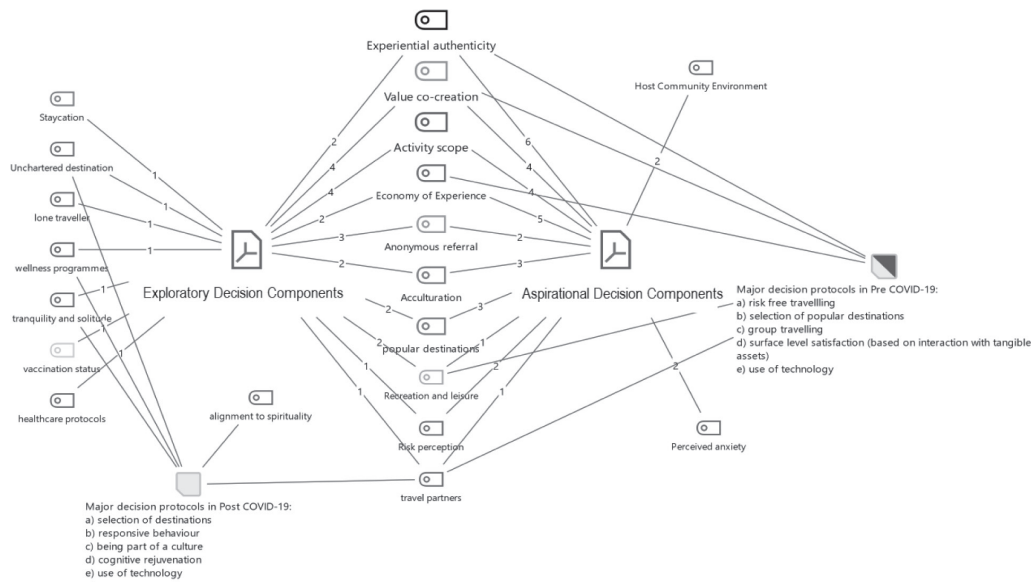 Experiential authenticity
Value co-creation
Activity scope
Economy of Experience
Anonymous referral
Acculturation
popular destinations
Recreation and leisure
Risk perception
travel partners
Staycation
Unchartered destination
lone traveller
wellness programmes
tranquility and solitude
vaccination status
healthcare protocols
alignment to spirituality
Exploratory Decision Components
Aspirational Decision Components
Host Community Environment
Perceived anxiety
1
1
1
1
1
1
1
2
4
4
2
3
2
2
2
1
1
6
4
4
5
2
3
3
1
2
1
2
2
Major decision protocols in Pre COVID-19:
a) risk free travellling
b) selection of popular destinations
c) group travelling
d) surface level satisfaction (based on interaction with tangible
assets)
e) use of technology
Major decision protocols in Post COVID-19:
a) selection of destinations
b) responsive behaviour
c) being part of a culture
d) cognitive rejuvenation
e) use of technology